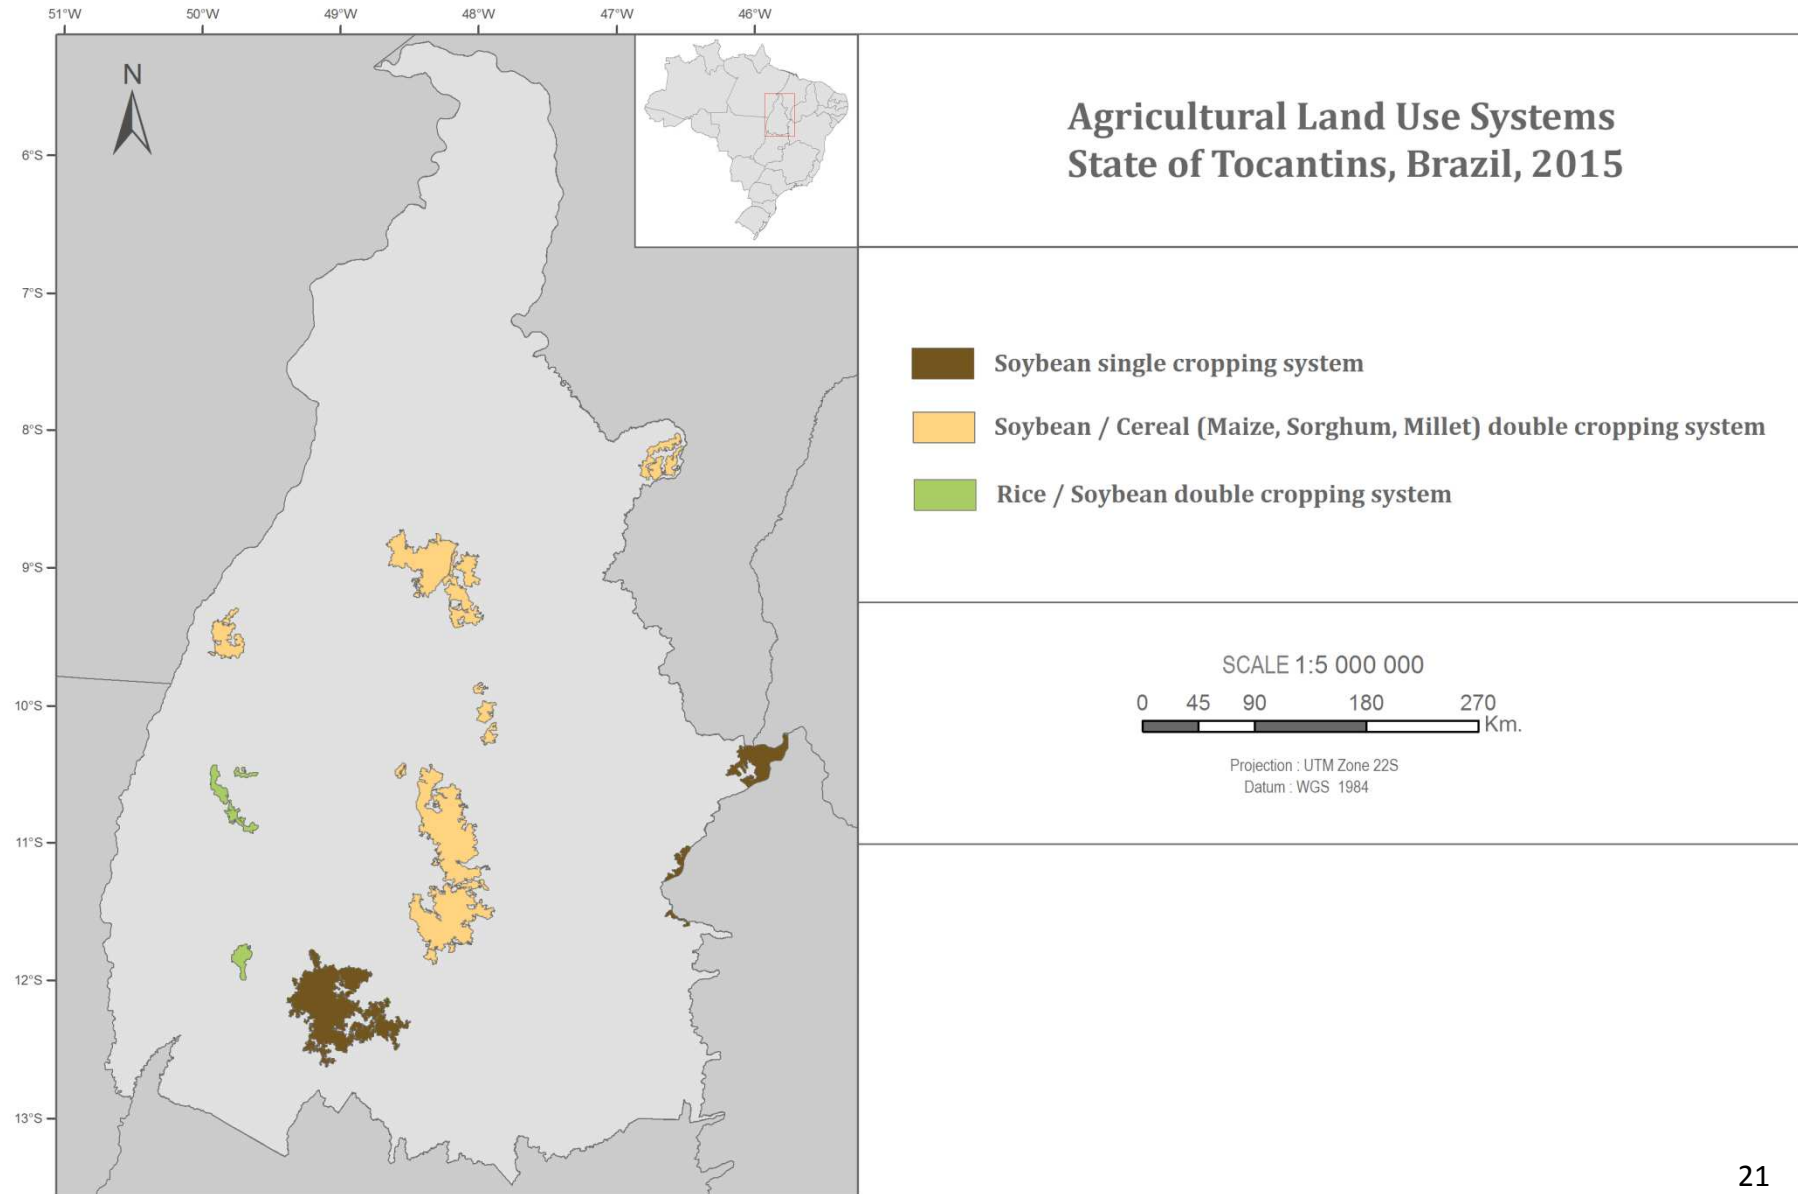 51°W 50°W 49°W 48°W 47°W 46°W
N
6°S
7°S
8°S
9°S
10°S
11°S
12°S
13°S
Agricultural Land Use Systems
State of Tocantins, Brazil, 2015
Soybean single cropping system
Soybean / Cereal (Maize, Sorghum, Millet) double cropping system
Rice / Soybean double cropping system
SCALE 1:5 000 000
0 45 90 180 270
Km.
Projection : UTM Zone 22S
Datum : WGS 1984
21